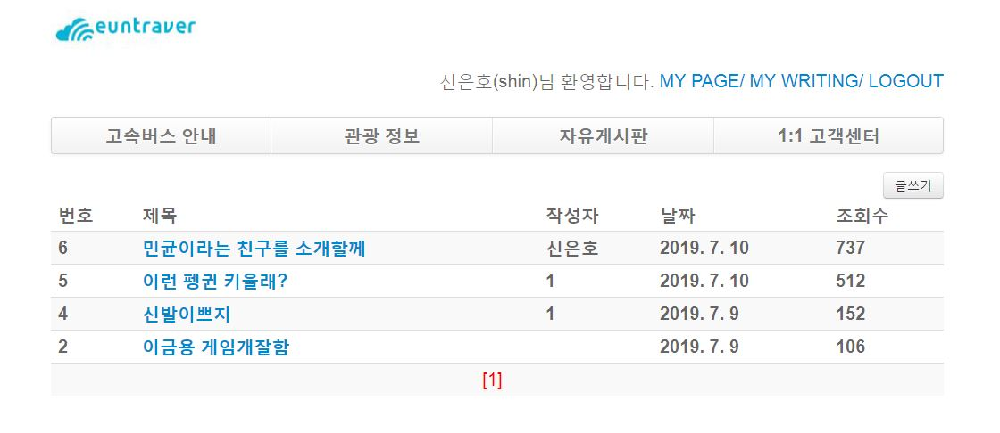 euntraver
신은호(shin)님 환영합니다. MY PAGE/ MY WRITING/ LOGOUT
고속버스 안내 관광 정보 자유게시판 1:1 고객센터
글쓰기
번호 제목 작성자 날짜 조회수
6 민균이라는 친구를 소개할께 신은호 2019. 7. 10 737
5 이런 펭귄 키울래? 1 2019. 7. 10 512
4 신발이쁘지 1 2019. 7. 9 152
2 이금용 게임개잘함 2019. 7. 9 106
[1]